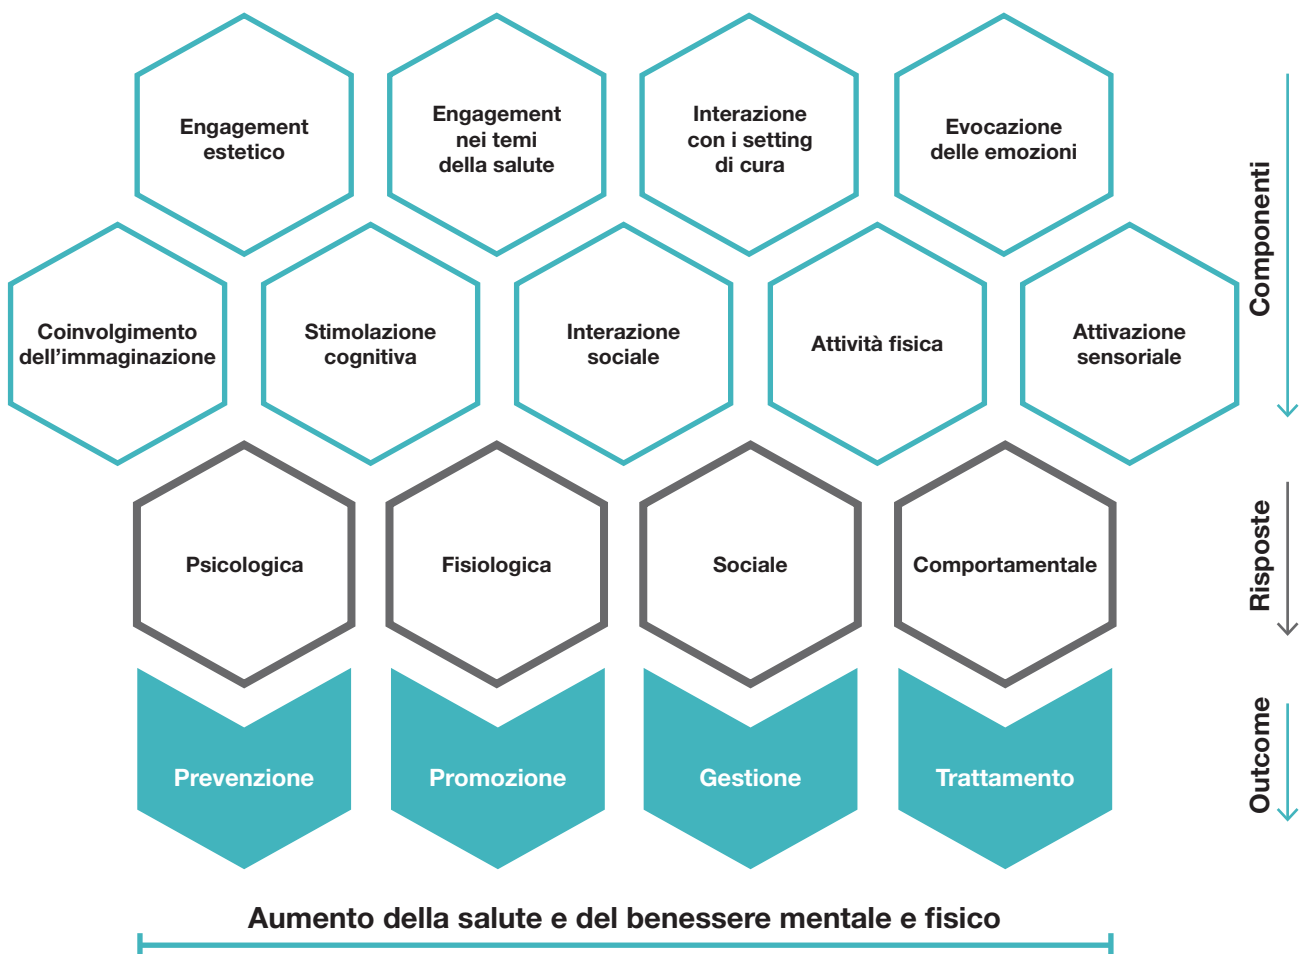 Engagement
estetico
Engagement
nei temi
della salute
Interazione
con i setting
di cura
Evocazione
delle emozioni
Componenti
Coinvolgimento
dell’immaginazione
Stimolazione
cognitiva
Interazione
sociale
Attività fisica
Attivazione
sensoriale
Psicologica
Fisiologica
Sociale
Comportamentale
Risposte
Prevenzione
Promozione
Gestione
Trattamento
Outcome
Aumento della salute e del benessere mentale e fisico